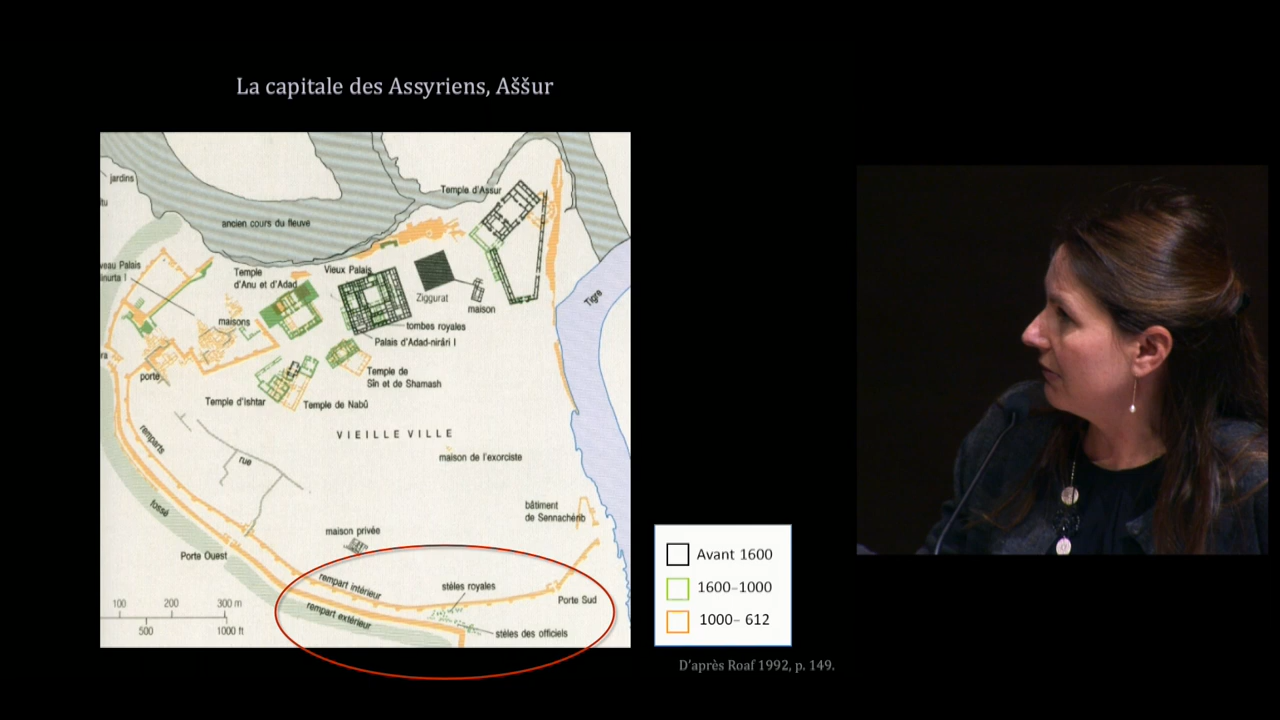 La capitale des Assyriens, Aššur
jardins
ancien cours du fleuve
Temple d'Assur
Temple
d'Anu et d'Adad
Vieux Palais
Ziggurat
maison
Tigre
veau Palais
maisons
tombes royales
Palais d'Adad-nirâri I
porte
Temple de
Sîn et de Shamash
Temple d'Ishtar
Temple de Nabû
VIEILLE VILLE
remparts
rue
maison de l'exorciste
fossé
bâtiment
de Sennachérib
maison privée
Porte Ouest
rempart intérieur
stèles royales
Porte Sud
rempart extérieur
stèles des officiels
100 200 300 m
500 1000 ft
Avant 1600
1600–1000
1000– 612
D'après Roaf 1992, p. 149.